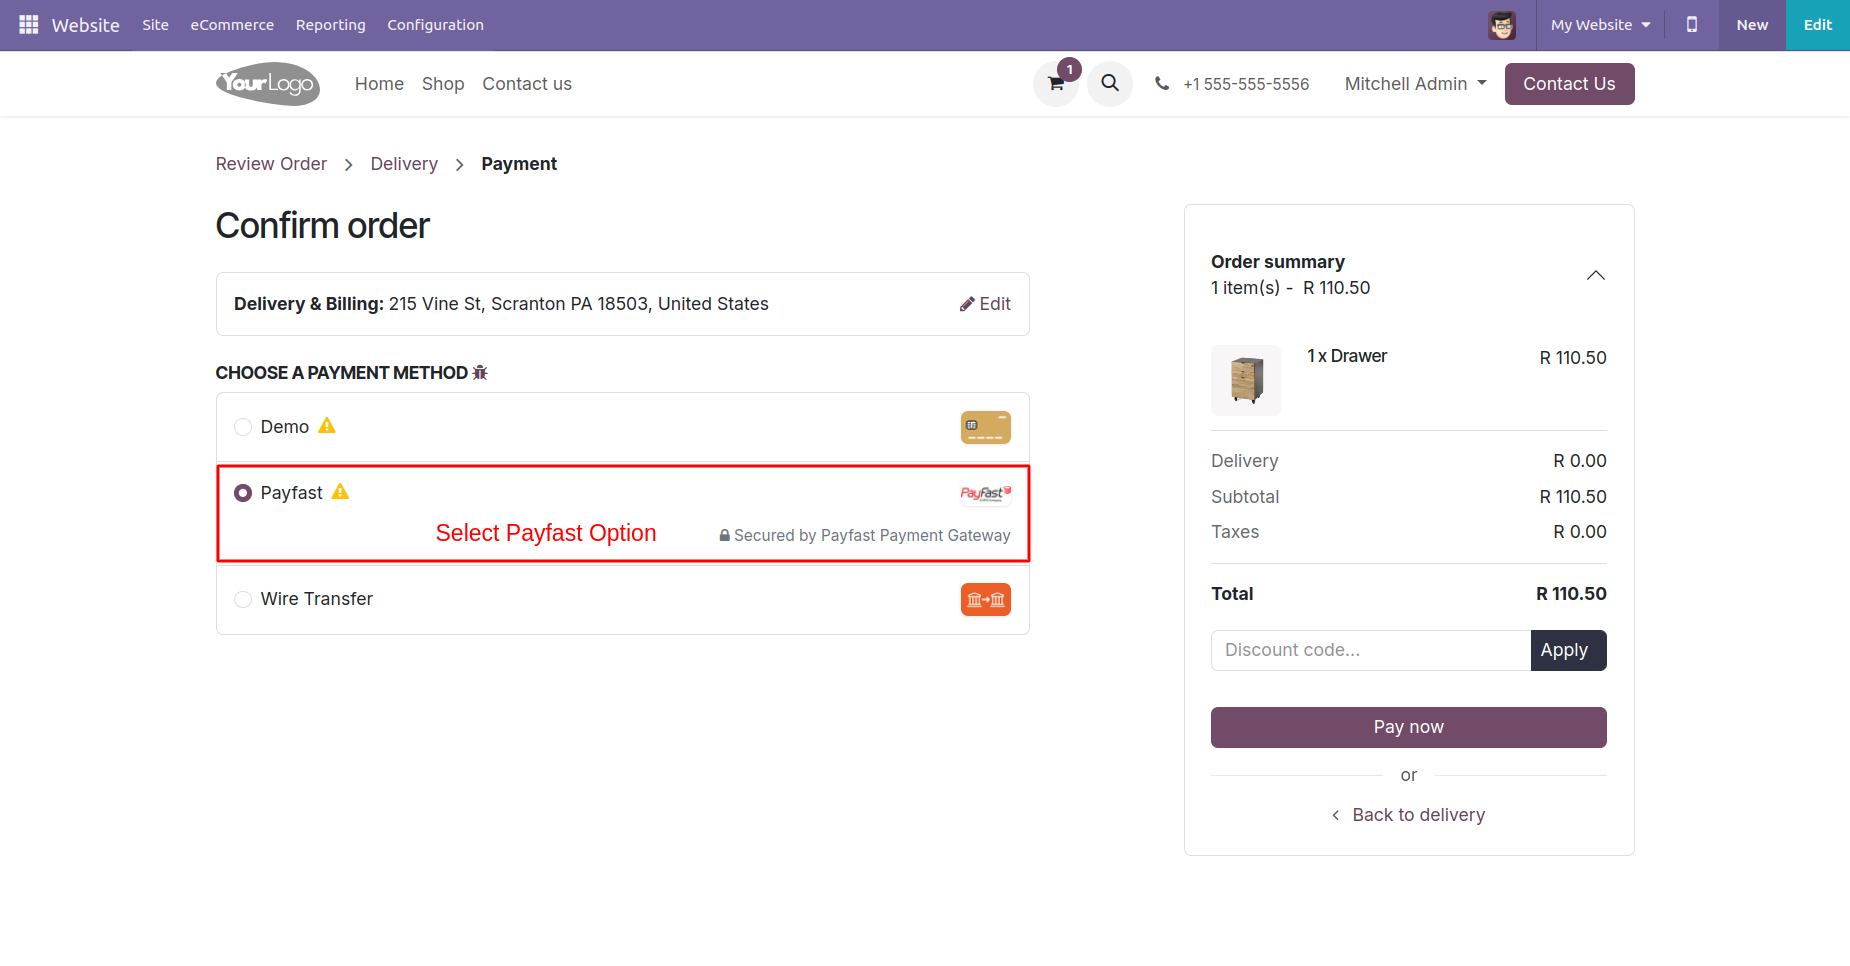 Website Site eCommerce Reporting Configuration My Website New Edit
YourLogo Home Shop Contact us 1 +1 555-555-5556 Mitchell Admin Contact Us
Review Order > Delivery > Payment
Confirm order
Delivery & Billing: 215 Vine St, Scranton PA 18503, United States Edit
CHOOSE A PAYMENT METHOD
Demo
Payfast PayFast
Select Payfast Option Secured by Payfast Payment Gateway
Wire Transfer
Order summary
1 item(s) - R 110.50
1 x Drawer R 110.50
Delivery R 0.00
Subtotal R 110.50
Taxes R 0.00
Total R 110.50
Discount code... Apply
Pay now
or
< Back to delivery